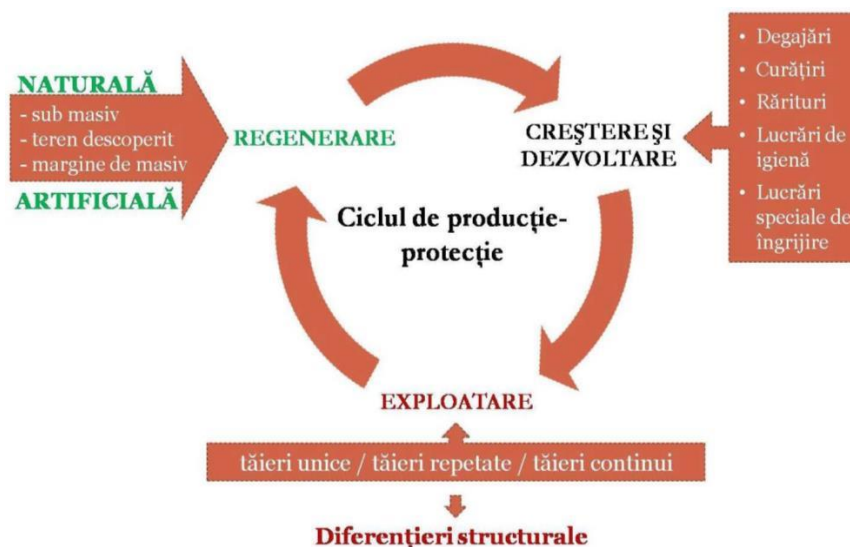 NATURALĂ
- sub masiv
- teren descoperit
- margine de masiv
ARTIFICIALĂ
REGENERARE
CREŞTERE ŞI
DEZVOLTARE
• Degajări
• Curăţiri
• Rărituri
• Lucrări de
igienă
• Lucrări
speciale de
îngrijire
Ciclul de producţie-
protecţie
EXPLOATARE
tăieri unice / tăieri repetate / tăieri continui
Diferenţieri structurale